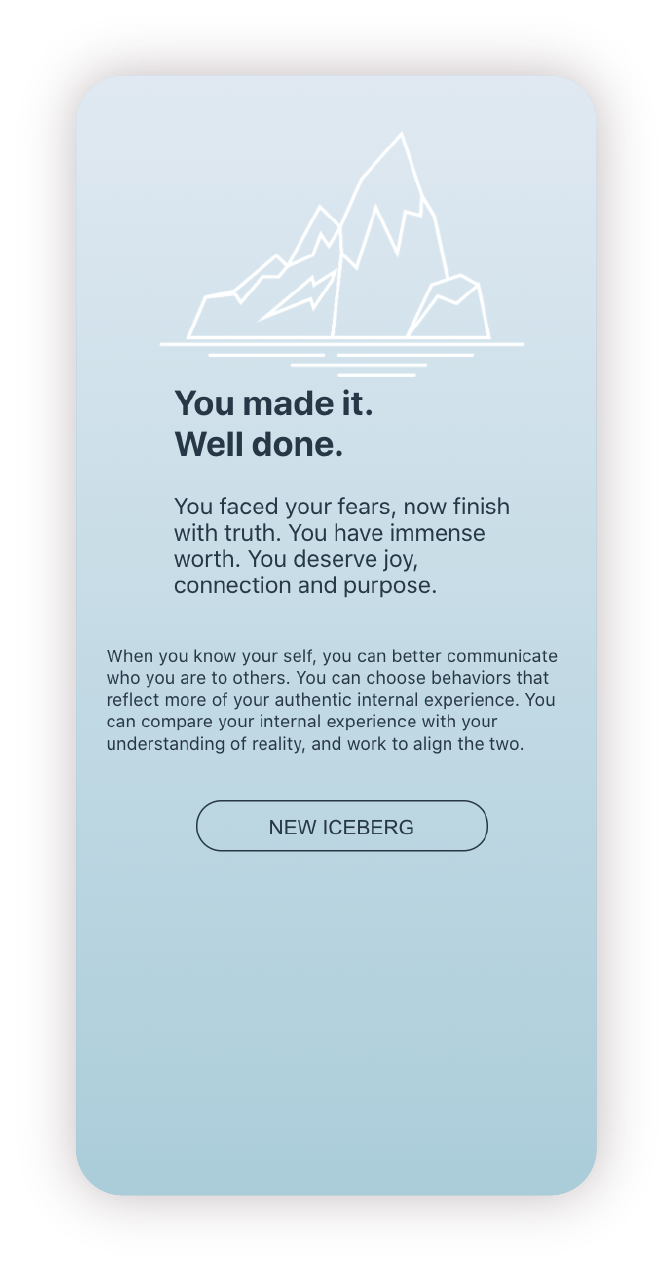 You made it.
Well done.
You faced your fears, now finish
with truth. You have immense
worth. You deserve joy,
connection and purpose.
When you know your self, you can better communicate
who you are to others. You can choose behaviors that
reflect more of your authentic internal experience. You
can compare your internal experience with your
understanding of reality, and work to align the two.
NEW ICEBERG